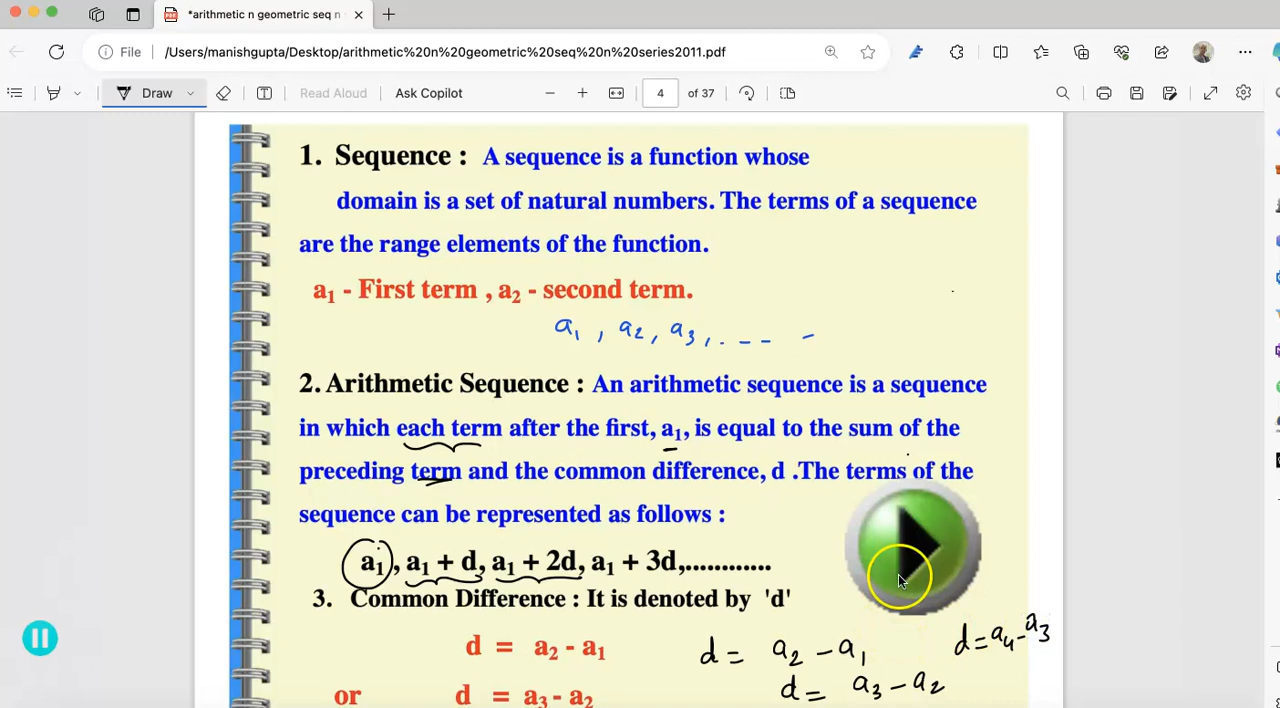 *arithmetic n geometric seq n
File /Users/manishgupta/Desktop/arithmetic%20n%20geometric%20seq%20n%20series2011.pdf
Draw Read Aloud Ask Copilot 4 of 37
1. Sequence : A sequence is a function whose
domain is a set of natural numbers. The terms of a sequence
are the range elements of the function.
a₁ - First term , a₂ - second term.
a₁ , a₂, a₃, . - - -
2. Arithmetic Sequence : An arithmetic sequence is a sequence
in which each term after the first, a₁, is equal to the sum of the
preceding term and the common difference, d .The terms of the
sequence can be represented as follows :
a₁, a₁ + d, a₁ + 2d, a₁ + 3d,............
3. Common Difference : It is denoted by 'd'
d = a₂ - a₁ d = a₂ - a₁ d = a₄ - a₃
or d = a₃ - a₂ d = a₃ - a₂